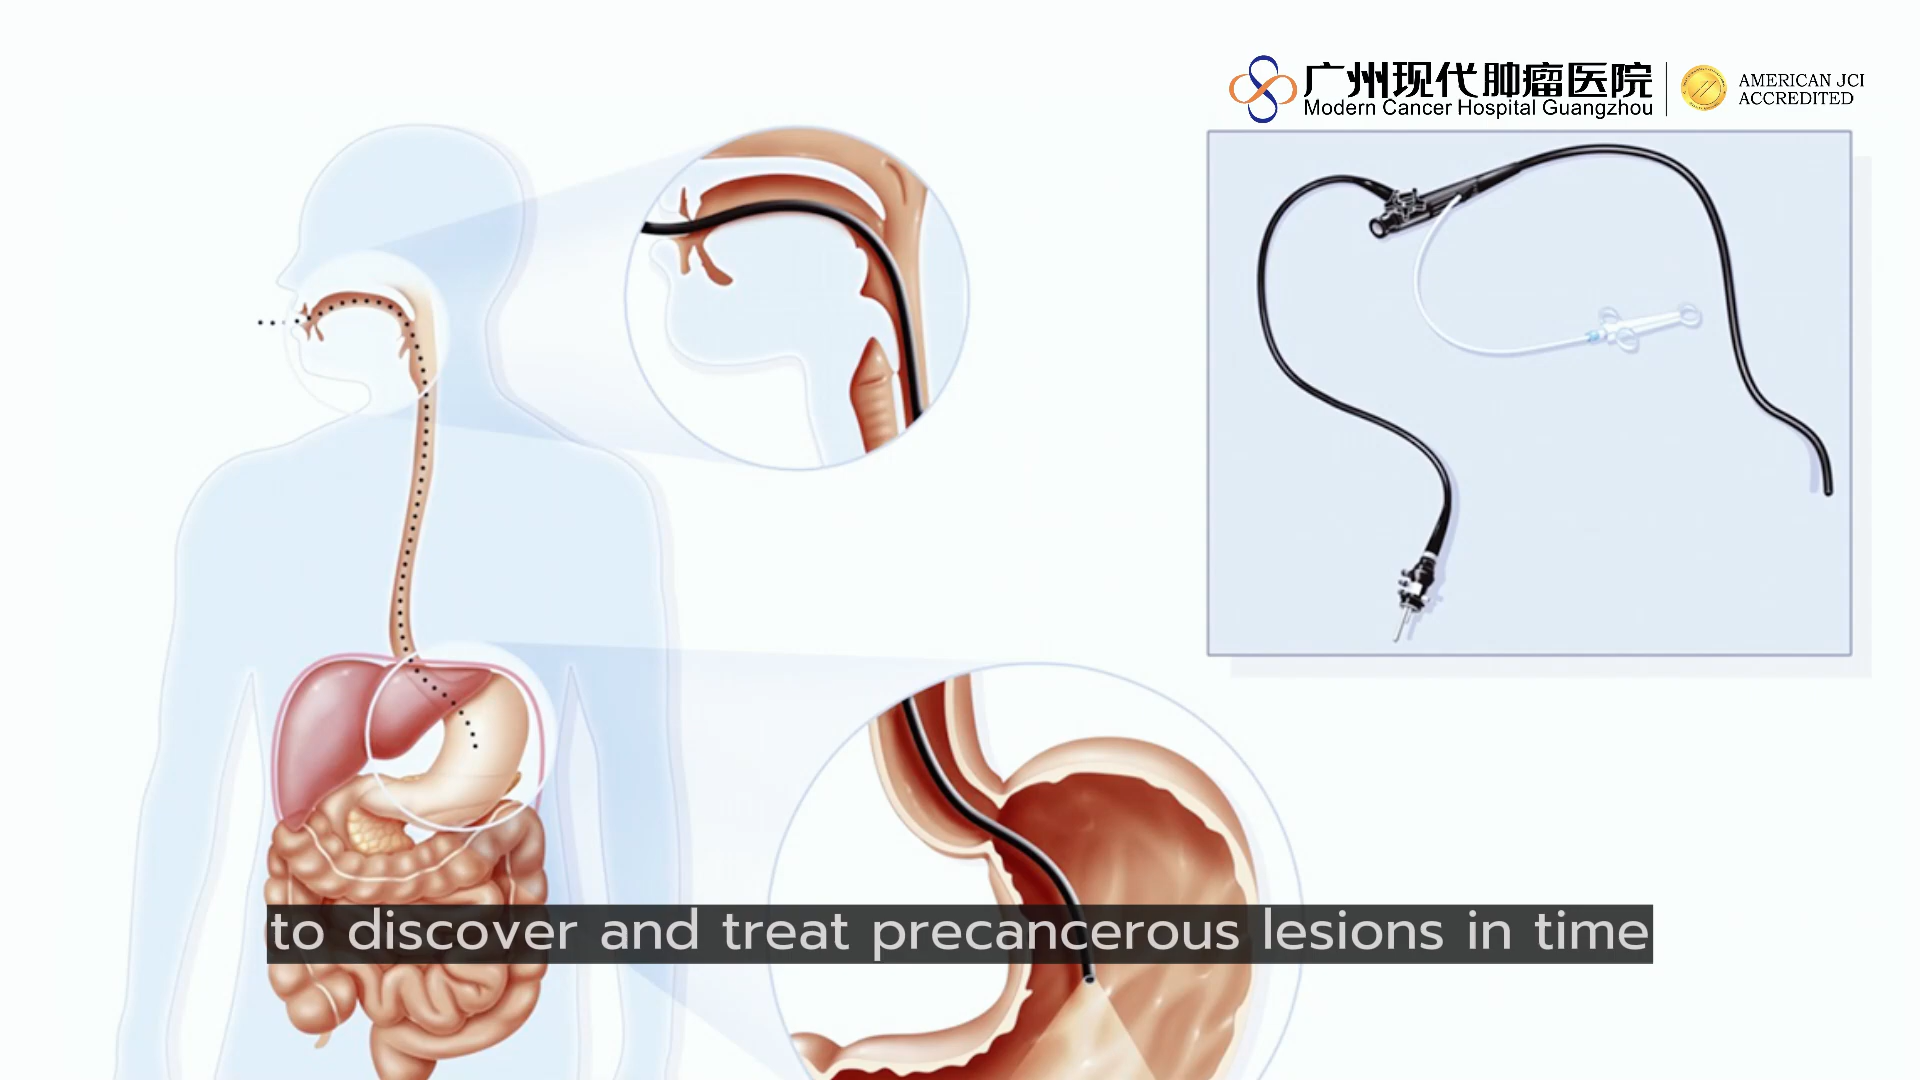 广州现代肿瘤医院
Modern Cancer Hospital Guangzhou
AMERICAN JCI
ACCREDITED
to discover and treat precancerous lesions in time